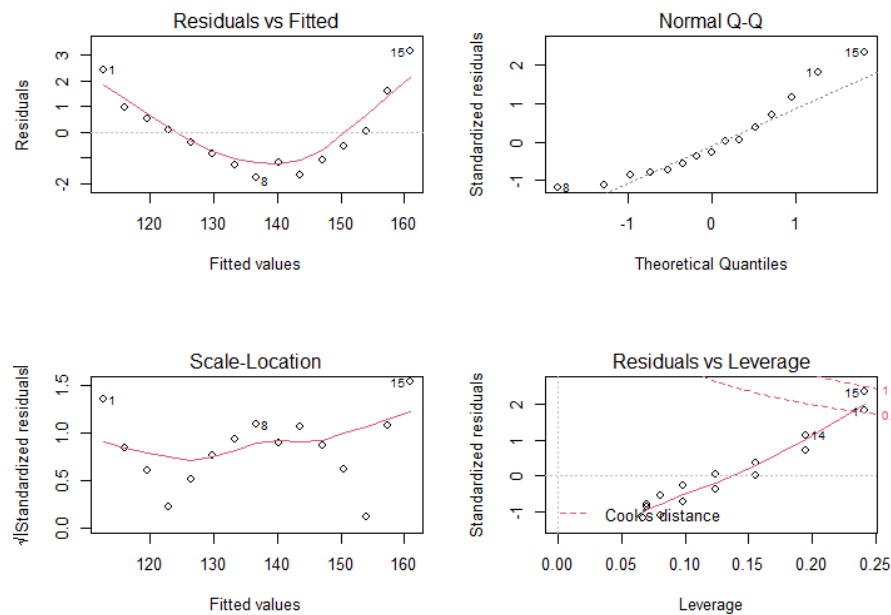 Residuals vs Fitted
Residuals
3
2
1
0
-2
1
8
15
120 130 140 150 160
Fitted values
Normal Q-Q
Standardized residuals
2
1
0
-1
8
1
15
-1 0 1
Theoretical Quantiles
Scale-Location
√|Standardized residuals|
1.5
1.0
0.5
0.0
1
8
15
120 130 140 150 160
Fitted values
Residuals vs Leverage
Standardized residuals
2
1
0
-1
15
1
14
1
0.
Cook's distance
0.00 0.05 0.10 0.15 0.20 0.25
Leverage